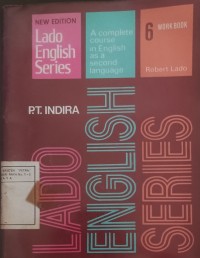 NEW EDITION
Lado
English
Series
A complete
course
in English
as a
second
language
6 WORKBOOK
Robert Lado
P.T. INDIRA
LADO
ENGLISH
SERIES